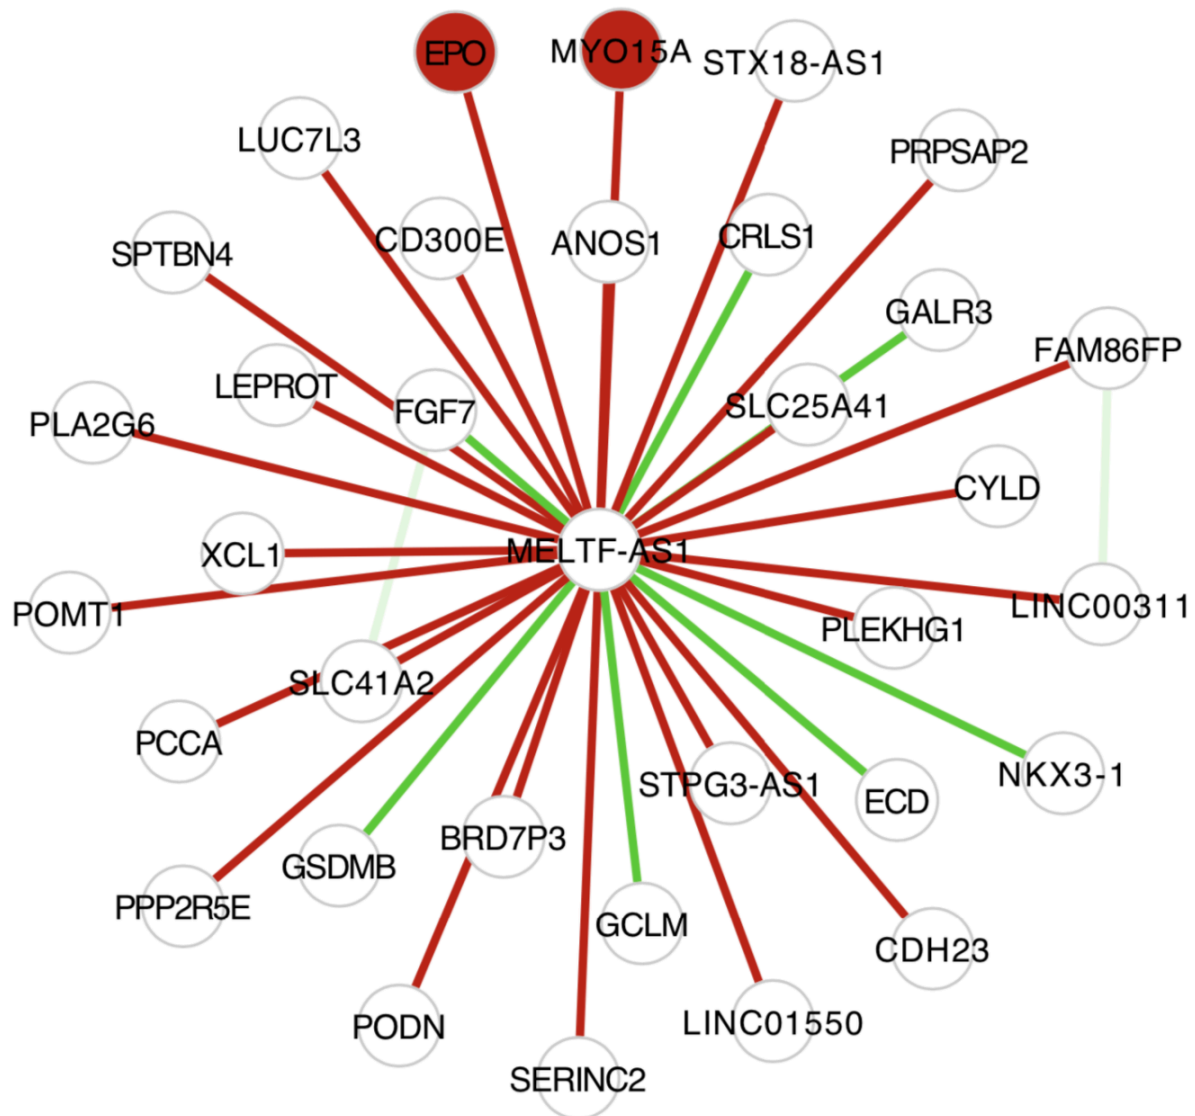 EPO
MYO15A
STX18-AS1
LUC7L3
PRPSAP2
SPTBN4
CD300E
ANOS1
CRLS1
GALR3
FAM86FP
LEPROT
FGF7
SLC25A41
PLA2G6
CYLD
XCL1
MELTF-AS1
POMT1
LINC00311
PLEKHG1
SLC41A2
PCCA
STPG3-AS1
NKX3-1
ECD
BRD7P3
GSDMB
PPP2R5E
GCLM
CDH23
PODN
LINC01550
SERINC2